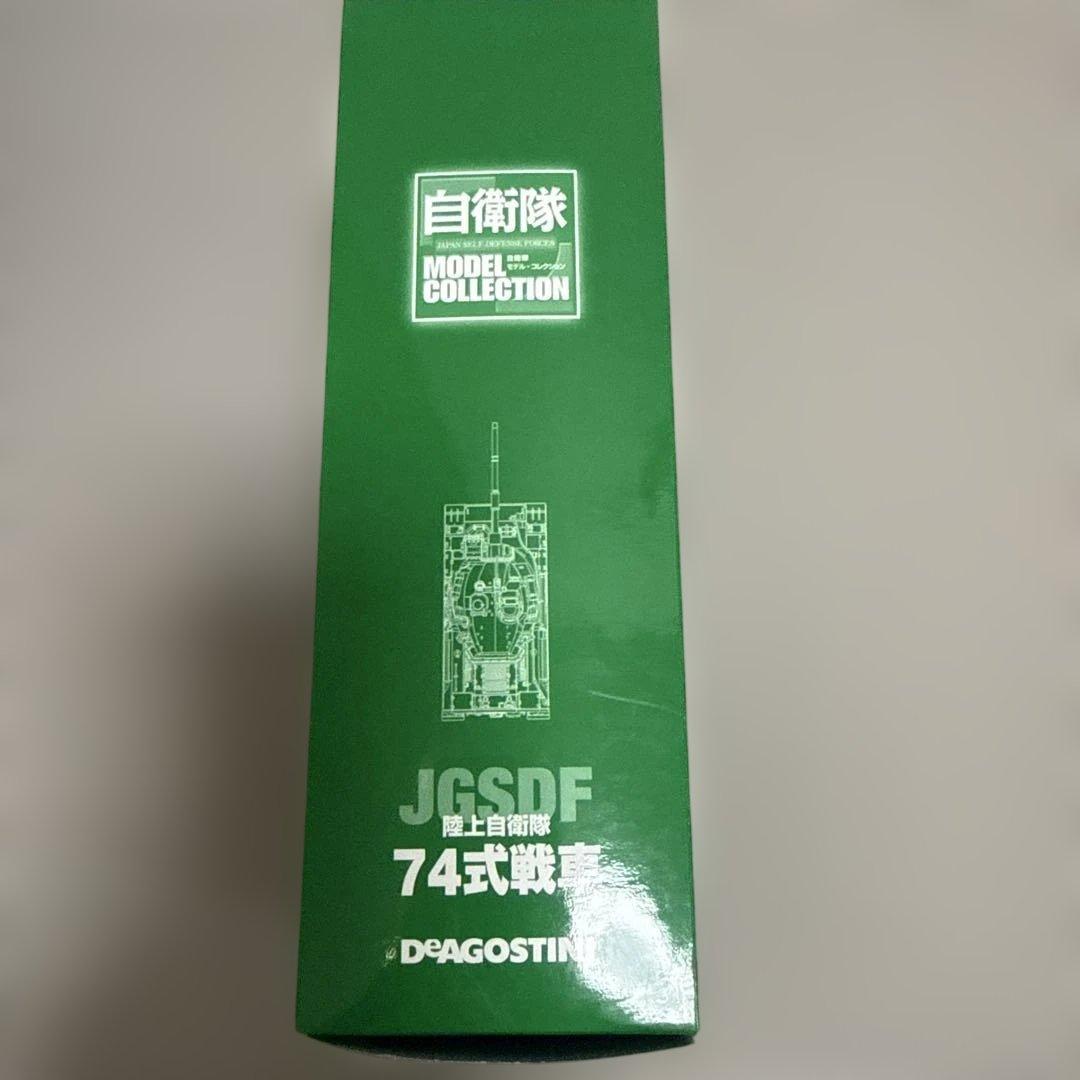 自衛隊
JAPAN SELF-DEFENSE FORCES
MODEL 自衛隊
モデル・コレクション
COLLECTION
JGSDF
陸上自衛隊
74式戦車
DeAGOSTINI